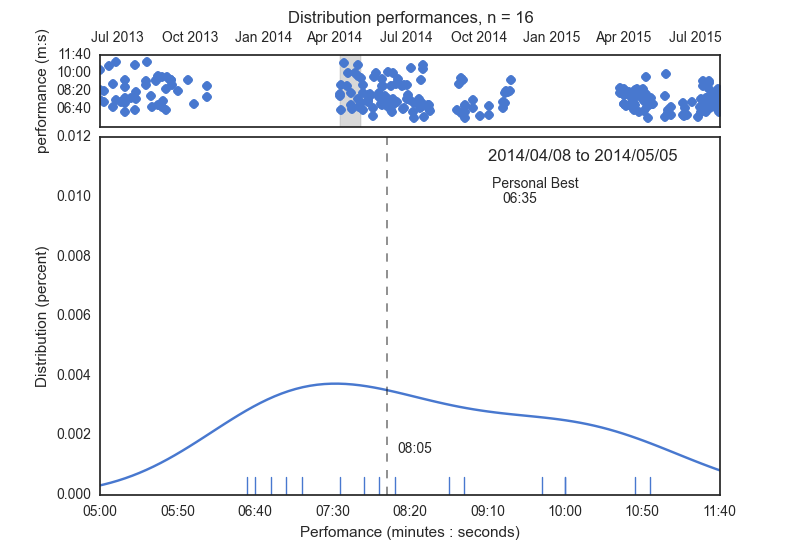 Distribution performances, n = 16
Jul 2013 Oct 2013 Jan 2014 Apr 2014 Jul 2014 Oct 2014 Jan 2015 Apr 2015 Jul 2015
performance (m:s)
11:40
10:00
08:20
06:40
Distribution (percent)
0.012
0.010
0.008
0.006
0.004
0.002
0.000
2014/04/08 to 2014/05/05
Personal Best
06:35
08:05
05:00 05:50 06:40 07:30 08:20 09:10 10:00 10:50 11:40
Perfomance (minutes : seconds)